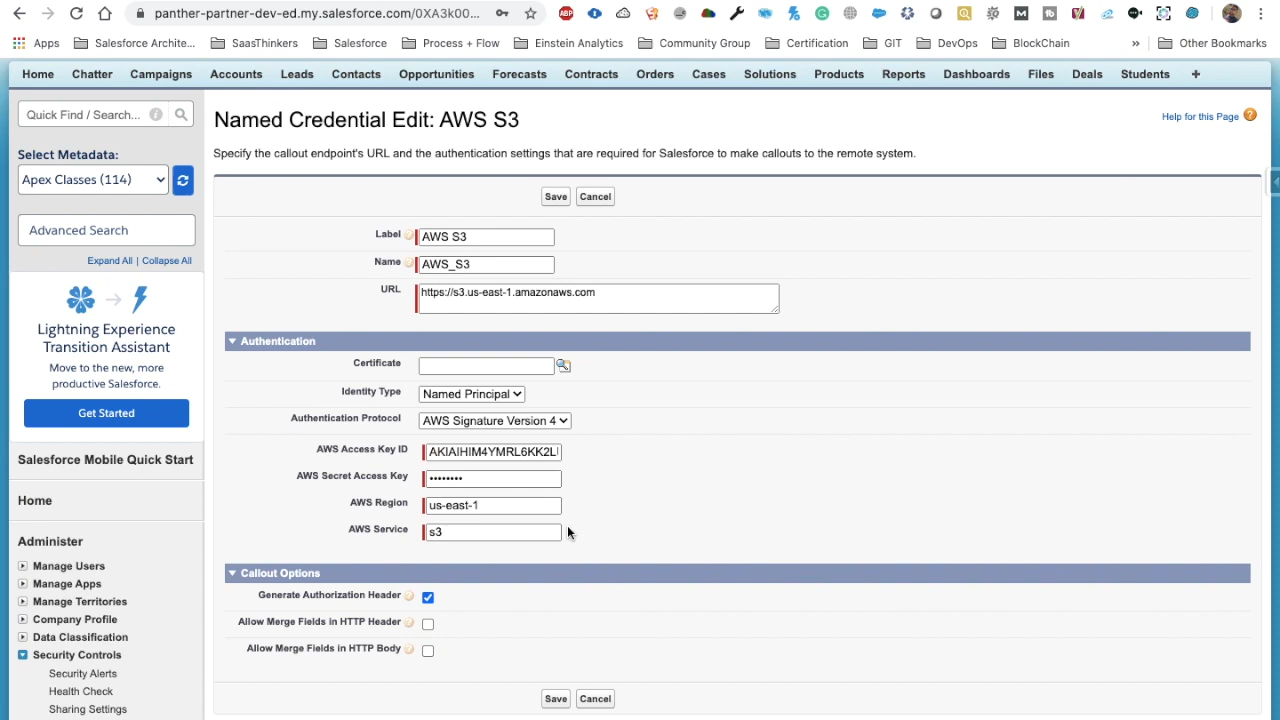 panther-partner-dev-ed.my.salesforce.com/0XA3k00...
Apps Salesforce Archite... SaasThinkers Salesforce Process + Flow Einstein Analytics Community Group Certification GIT DevOps BlockChain » Other Bookmarks
Home Chatter Campaigns Accounts Leads Contacts Opportunities Forecasts Contracts Orders Cases Solutions Products Reports Dashboards Files Deals Students +
Quick Find / Search...
Select Metadata:
Apex Classes (114)
Advanced Search
Expand All | Collapse All
Lightning Experience
Transition Assistant
Move to the new, more
productive Salesforce.
Get Started
Salesforce Mobile Quick Start
Home
Administer
Manage Users
Manage Apps
Manage Territories
Company Profile
Data Classification
Security Controls
Security Alerts
Health Check
Sharing Settings
Named Credential Edit: AWS S3
Help for this Page
Specify the callout endpoint's URL and the authentication settings that are required for Salesforce to make callouts to the remote system.
Save Cancel
Label AWS S3
Name AWS_S3
URL https://s3.us-east-1.amazonaws.com
Authentication
Certificate
Identity Type Named Principal
Authentication Protocol AWS Signature Version 4
AWS Access Key ID
AWS Secret Access Key ••••••••
AWS Region us-east-1
AWS Service s3
Callout Options
Generate Authorization Header
Allow Merge Fields in HTTP Header
Allow Merge Fields in HTTP Body
Save Cancel